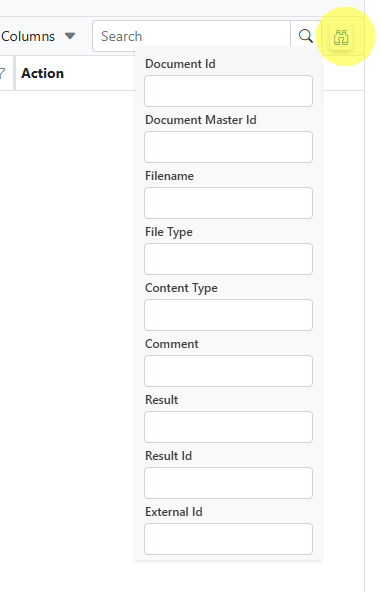 Columns
Search
Action
Document Id
Document Master Id
Filename
File Type
Content Type
Comment
Result
Result Id
External Id